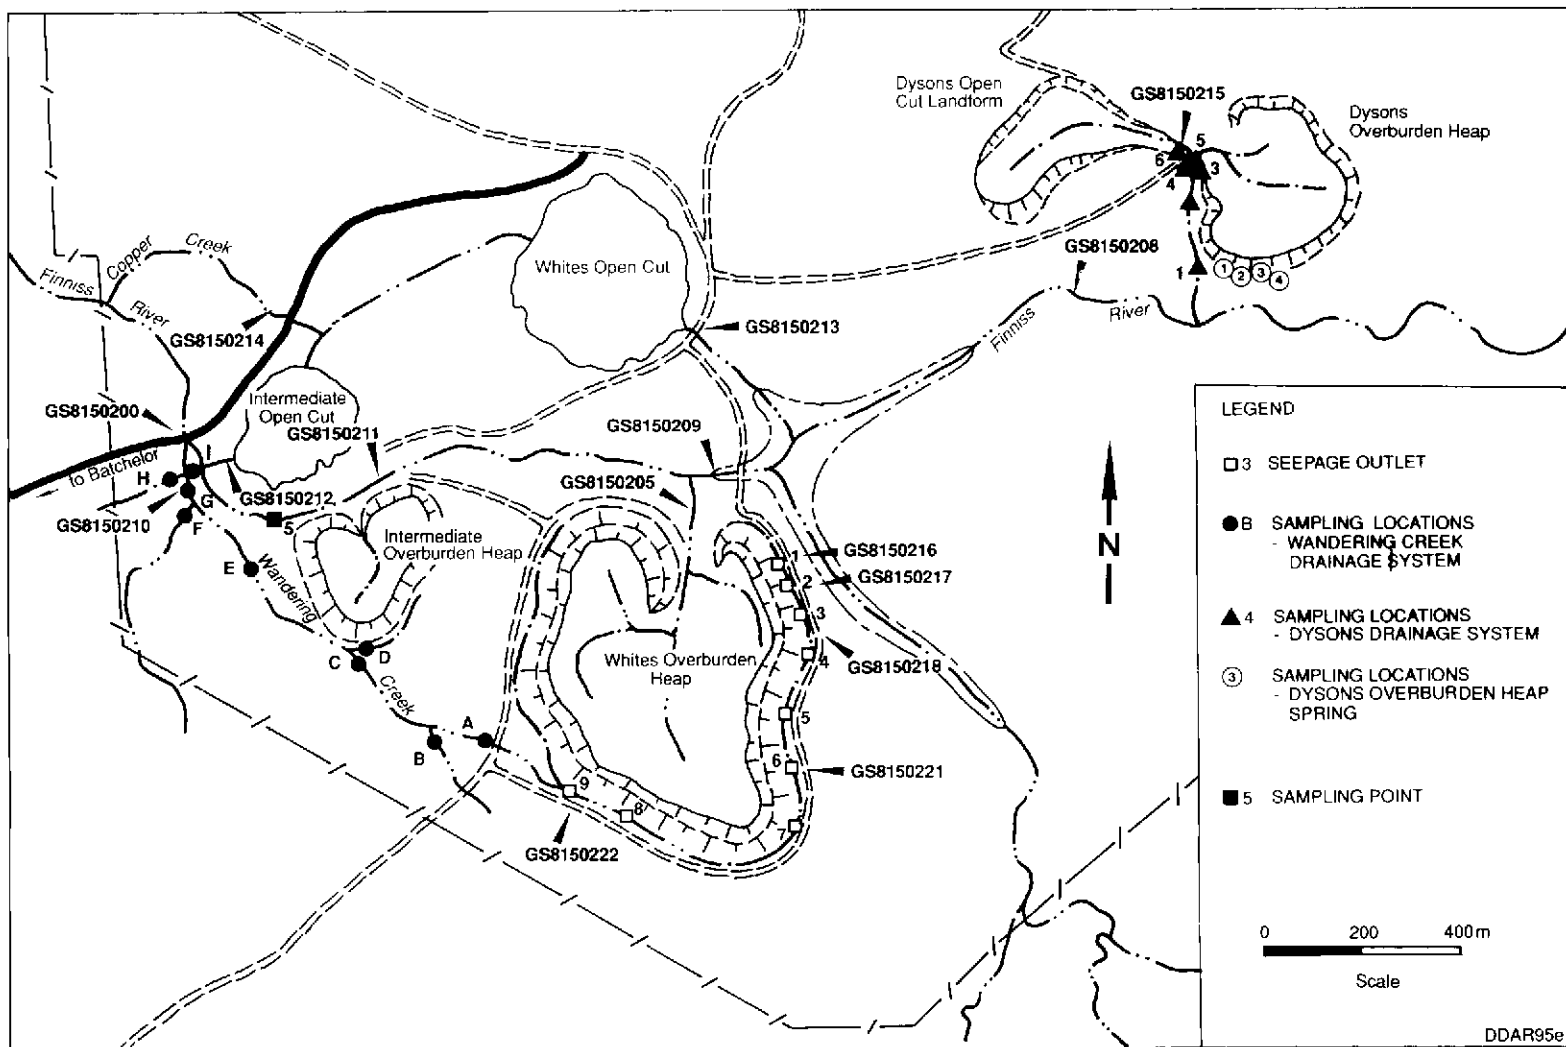 Dysons Open
Cut Landform
GS8150215
Dysons
Overburden Heap
5
6
3
4
7
1
1
2
3
4
GS8150208
Finniss
River
Copper
Creek
Finniss
River
GS8150214
Whites Open Cut
GS8150213
GS8150200
Intermediate
Open Cut
GS8150211
GS8150209
to Batchelor
I
H
G
GS8150212
GS8150210
F
5
GS8150205
Intermediate
Overburden Heap
E
Wandering
Creek
D
C
A
B
Whites Overburden
Heap
1
GS8150216
2
GS8150217
3
4
GS8150218
5
6
GS8150221
7
8
9
GS8150222
N
LEGEND
3 SEEPAGE OUTLET
B SAMPLING LOCATIONS
- WANDERING CREEK
DRAINAGE SYSTEM
4 SAMPLING LOCATIONS
- DYSONS DRAINAGE SYSTEM
3 SAMPLING LOCATIONS
- DYSONS OVERBURDEN HEAP
SPRING
5 SAMPLING POINT
0 200 400m
Scale
DDAR95e